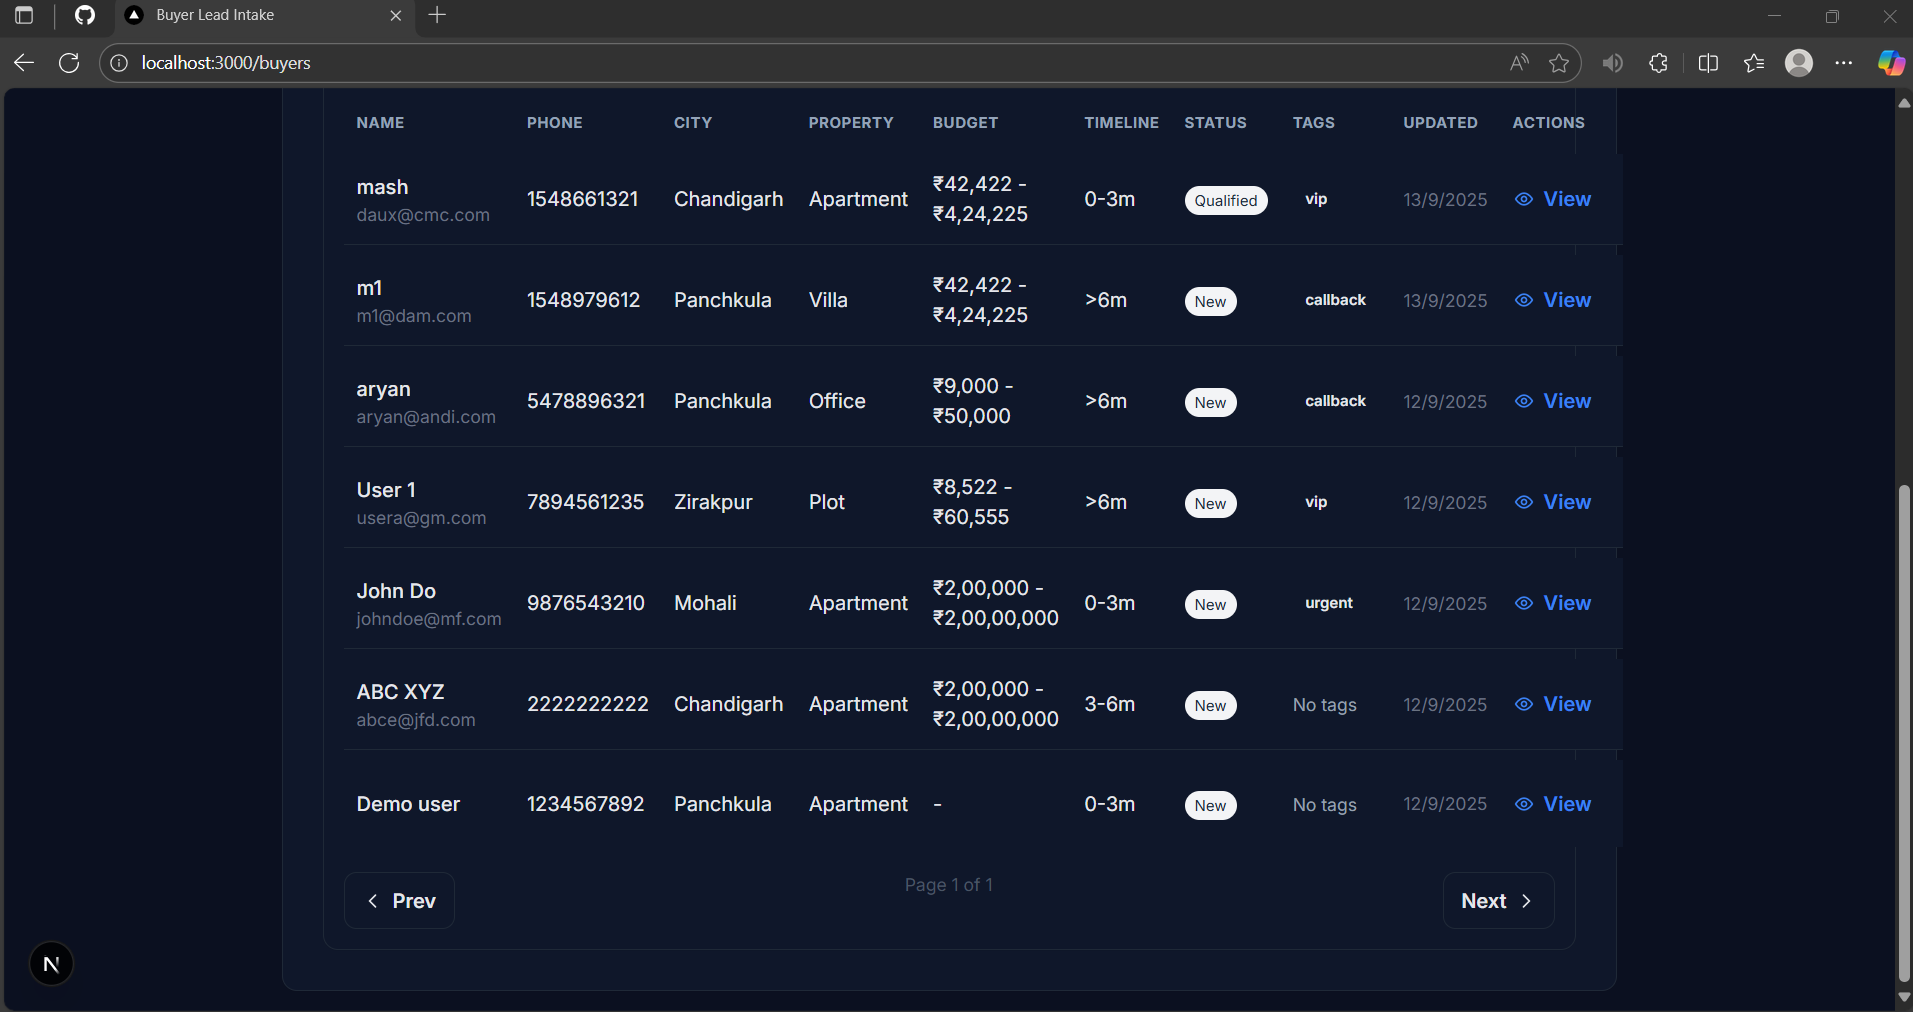 Buyer Lead Intake
localhost:3000/buyers
NAME PHONE CITY PROPERTY BUDGET TIMELINE STATUS TAGS UPDATED ACTIONS
mash
daux@cmc.com
1548661321 Chandigarh Apartment
₹42,422 -
₹4,24,225
0-3m Qualified vip 13/9/2025 View
m1
m1@dam.com
1548979612 Panchkula Villa
₹42,422 -
₹4,24,225
>6m New callback 13/9/2025 View
aryan
aryan@andi.com
5478896321 Panchkula Office
₹9,000 -
₹50,000
>6m New callback 12/9/2025 View
User 1
usera@gm.com
7894561235 Zirakpur Plot
₹8,522 -
₹60,555
>6m New vip 12/9/2025 View
John Do
johndoe@mf.com
9876543210 Mohali Apartment
₹2,00,000 -
₹2,00,00,000
0-3m New urgent 12/9/2025 View
ABC XYZ
abce@jfd.com
2222222222 Chandigarh Apartment
₹2,00,000 -
₹2,00,00,000
3-6m New No tags 12/9/2025 View
Demo user 1234567892 Panchkula Apartment - 0-3m New No tags 12/9/2025 View
Prev
Page 1 of 1
Next
N